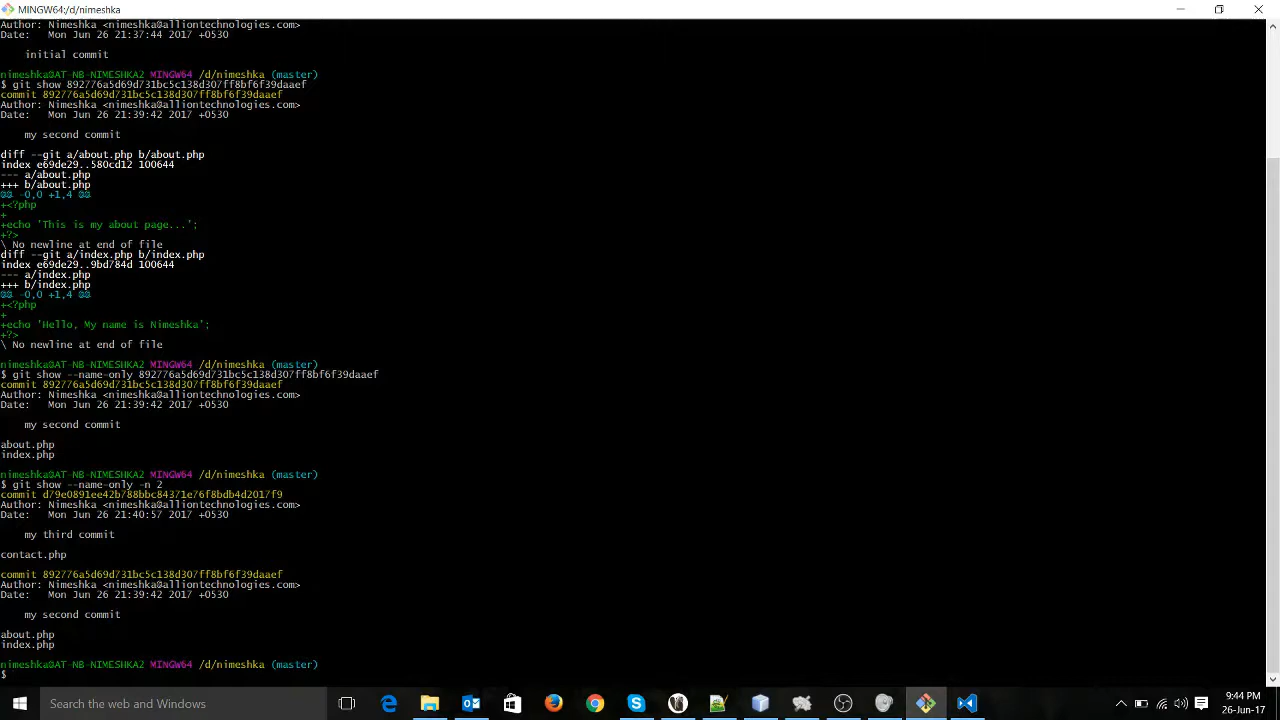 MINGW64:/d/nimeshka
Author: Nimeshka <nimeshka@alliontechnologies.com>
Date:   Mon Jun 26 21:37:44 2017 +0530
    initial commit
nimeshka@AT-NB-NIMESHKA2 MINGW64 /d/nimeshka (master)
$ git show 892776a5d69d731bc5c138d307ff8bf6f39daaef
commit 892776a5d69d731bc5c138d307ff8bf6f39daaef
Author: Nimeshka <nimeshka@alliontechnologies.com>
Date:   Mon Jun 26 21:39:42 2017 +0530
    my second commit
diff --git a/about.php b/about.php
index e69de29..580cd12 100644
--- a/about.php
+++ b/about.php
@@ -0,0 +1,4 @@
+<?php
+
+echo 'This is my about page...';
+?>
\ No newline at end of file
diff --git a/index.php b/index.php
index e69de29..9bd784d 100644
--- a/index.php
+++ b/index.php
@@ -0,0 +1,4 @@
+<?php
+
+echo 'Hello, My name is Nimeshka';
+?>
\ No newline at end of file
nimeshka@AT-NB-NIMESHKA2 MINGW64 /d/nimeshka (master)
$ git show --name-only 892776a5d69d731bc5c138d307ff8bf6f39daaef
commit 892776a5d69d731bc5c138d307ff8bf6f39daaef
Author: Nimeshka <nimeshka@alliontechnologies.com>
Date:   Mon Jun 26 21:39:42 2017 +0530
    my second commit
about.php
index.php
nimeshka@AT-NB-NIMESHKA2 MINGW64 /d/nimeshka (master)
$ git show --name-only -n 2
commit d79e0891ee42b788bbc84371e76f8bdb4d2017f9
Author: Nimeshka <nimeshka@alliontechnologies.com>
Date:   Mon Jun 26 21:40:57 2017 +0530
    my third commit
contact.php
commit 892776a5d69d731bc5c138d307ff8bf6f39daaef
Author: Nimeshka <nimeshka@alliontechnologies.com>
Date:   Mon Jun 26 21:39:42 2017 +0530
    my second commit
about.php
index.php
nimeshka@AT-NB-NIMESHKA2 MINGW64 /d/nimeshka (master)
$
Search the web and Windows
9:44 PM
26-Jun-17